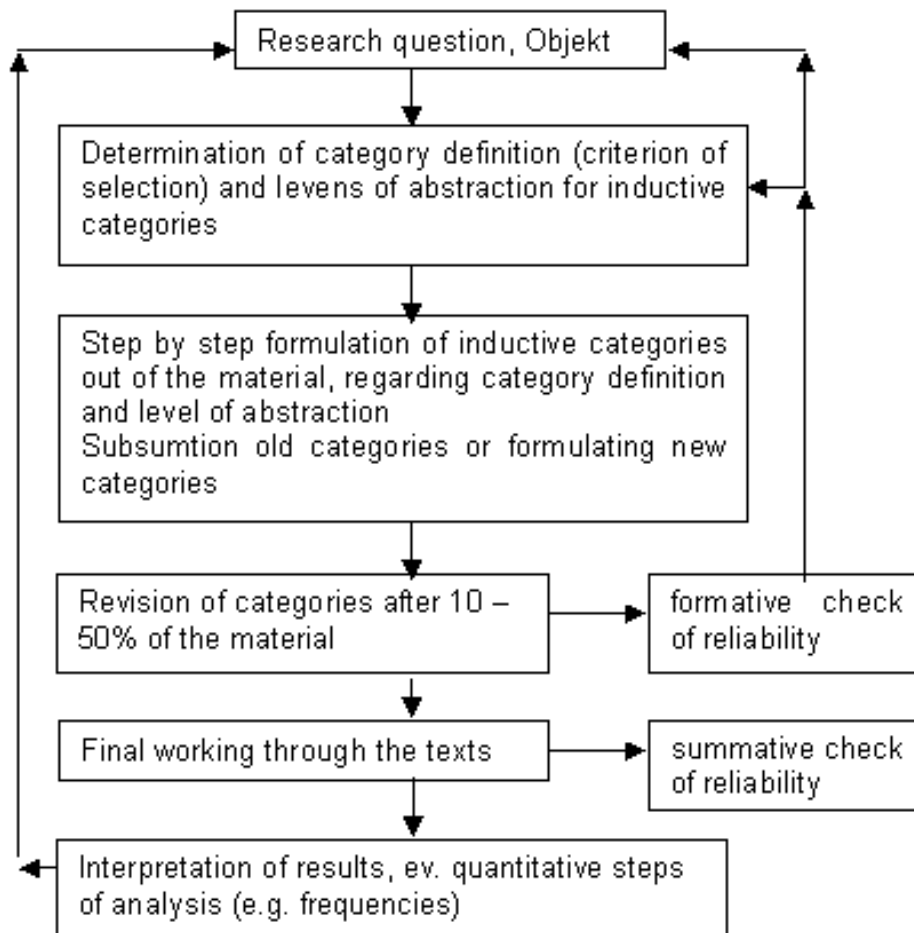 Research question, Objekt
Determination of category definition (criterion of
selection) and levens of abstraction for inductive
categories
Step by step formulation of inductive categories
out of the material, regarding category definition
and level of abstraction
Subsumtion old categories or formulating new
categories
Revision of categories after 10 –
50% of the material
formative check
of reliability
Final working through the texts
summative check
of reliability
Interpretation of results, ev. quantitative steps
of analysis (e.g. frequencies)